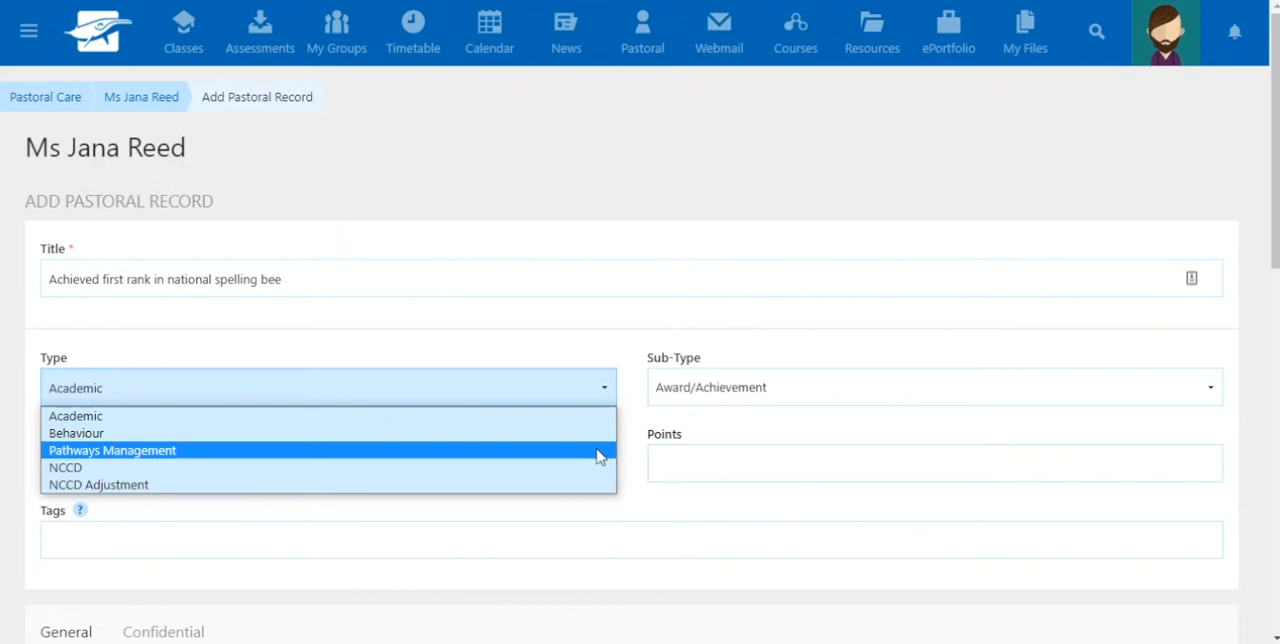 Classes
Assessments
My Groups
Timetable
Calendar
News
Pastoral
Webmail
Courses
Resources
ePortfolio
My Files
Pastoral Care
Ms Jana Reed
Add Pastoral Record
Ms Jana Reed
ADD PASTORAL RECORD
Title *
Achieved first rank in national spelling bee
Type
Sub-Type
Academic
Award/Achievement
Academic
Behaviour
Pathways Management
NCCD
NCCD Adjustment
Points
Tags ?
General
Confidential